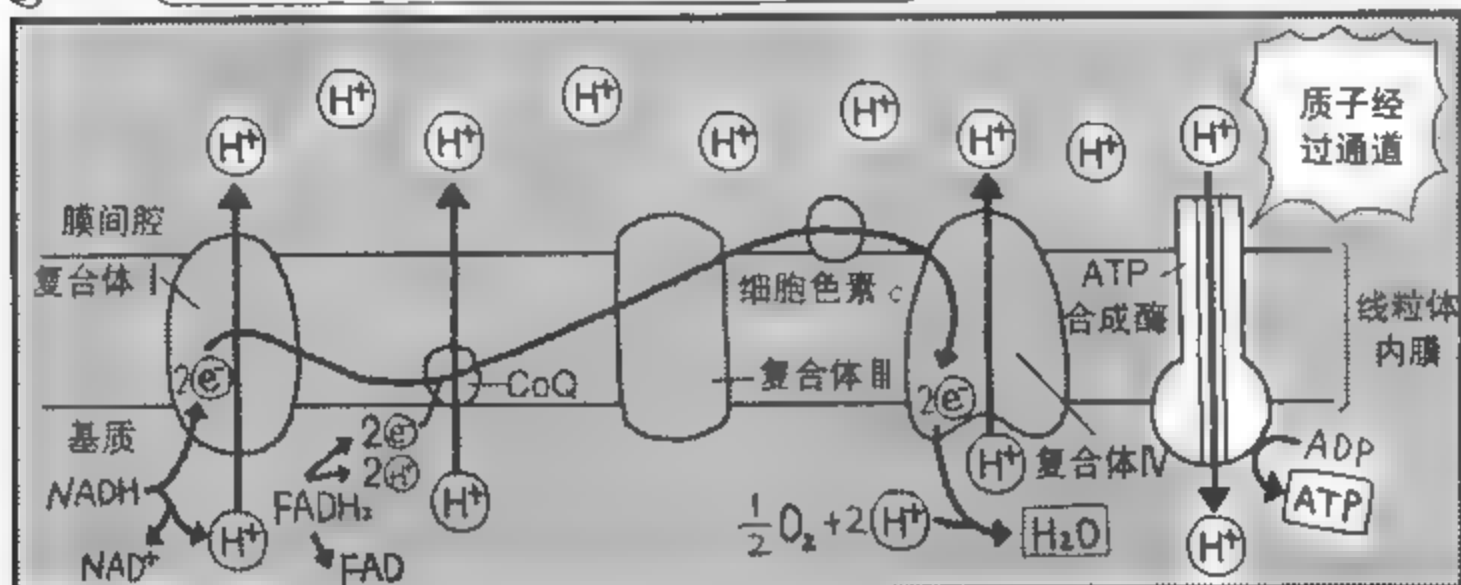 H⁺ H⁺ H⁺ H⁺ H⁺ H⁺ H⁺ H⁺ H⁺
质子经
过通道
膜间腔
复合体Ⅰ
2e⁻
CoQ
复合体Ⅲ
细胞色素 c
2e⁻
ATP
合成酶
线粒体
内膜
基质
NADH
NAD⁺
H⁺
2e⁻
2H⁺
FADH₂
FAD
H⁺
H⁺
复合体Ⅳ
½O₂+2H⁺
H₂O
ADP
ATP
H⁺